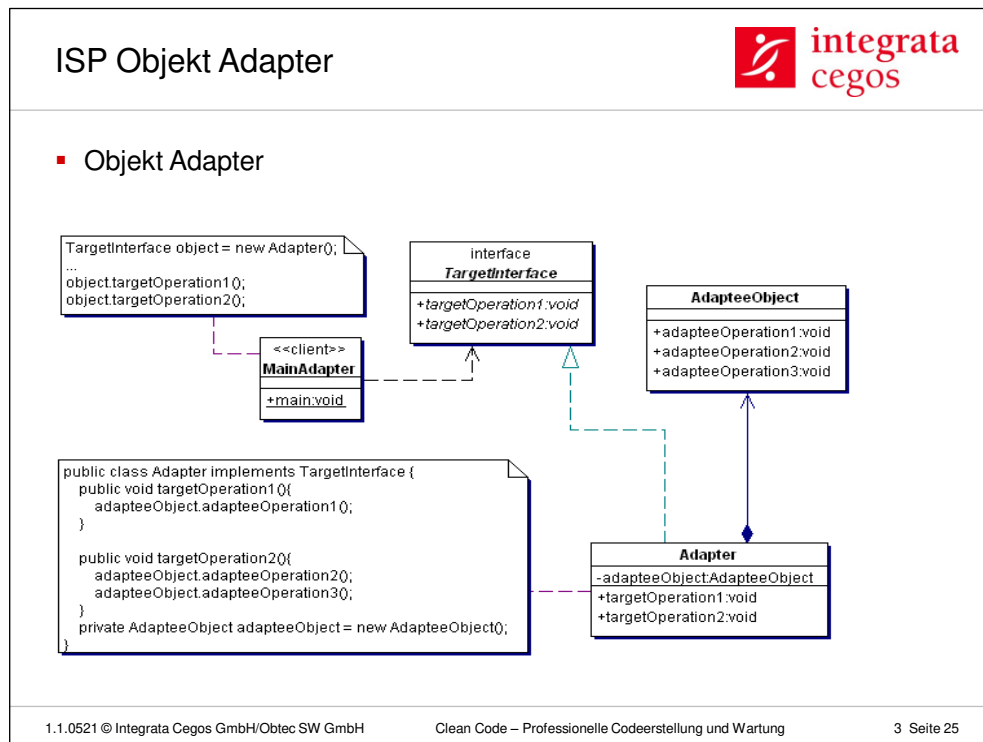 ISP Objekt Adapter
integrata
cegos
Objekt Adapter
TargetInterface object = new Adapter();
...
object.targetOperation1();
object.targetOperation2();
<<client>>
MainAdapter
+main:void
interface
TargetInterface
+targetOperation1:void
+targetOperation2:void
AdapteeObject
+adapteeOperation1:void
+adapteeOperation2:void
+adapteeOperation3:void
public class Adapter implements TargetInterface {
public void targetOperation1(){
adapteeObject.adapteeOperation1();
}
public void targetOperation2(){
adapteeObject.adapteeOperation2();
adapteeObject.adapteeOperation3();
}
private AdapteeObject adapteeObject = new AdapteeObject();
}
Adapter
-adapteeObject:AdapteeObject
+targetOperation1:void
+targetOperation2:void
1.1.0521 © Integrata Cegos GmbH/Obtec SW GmbH
Clean Code – Professionelle Codeerstellung und Wartung
3 Seite 25